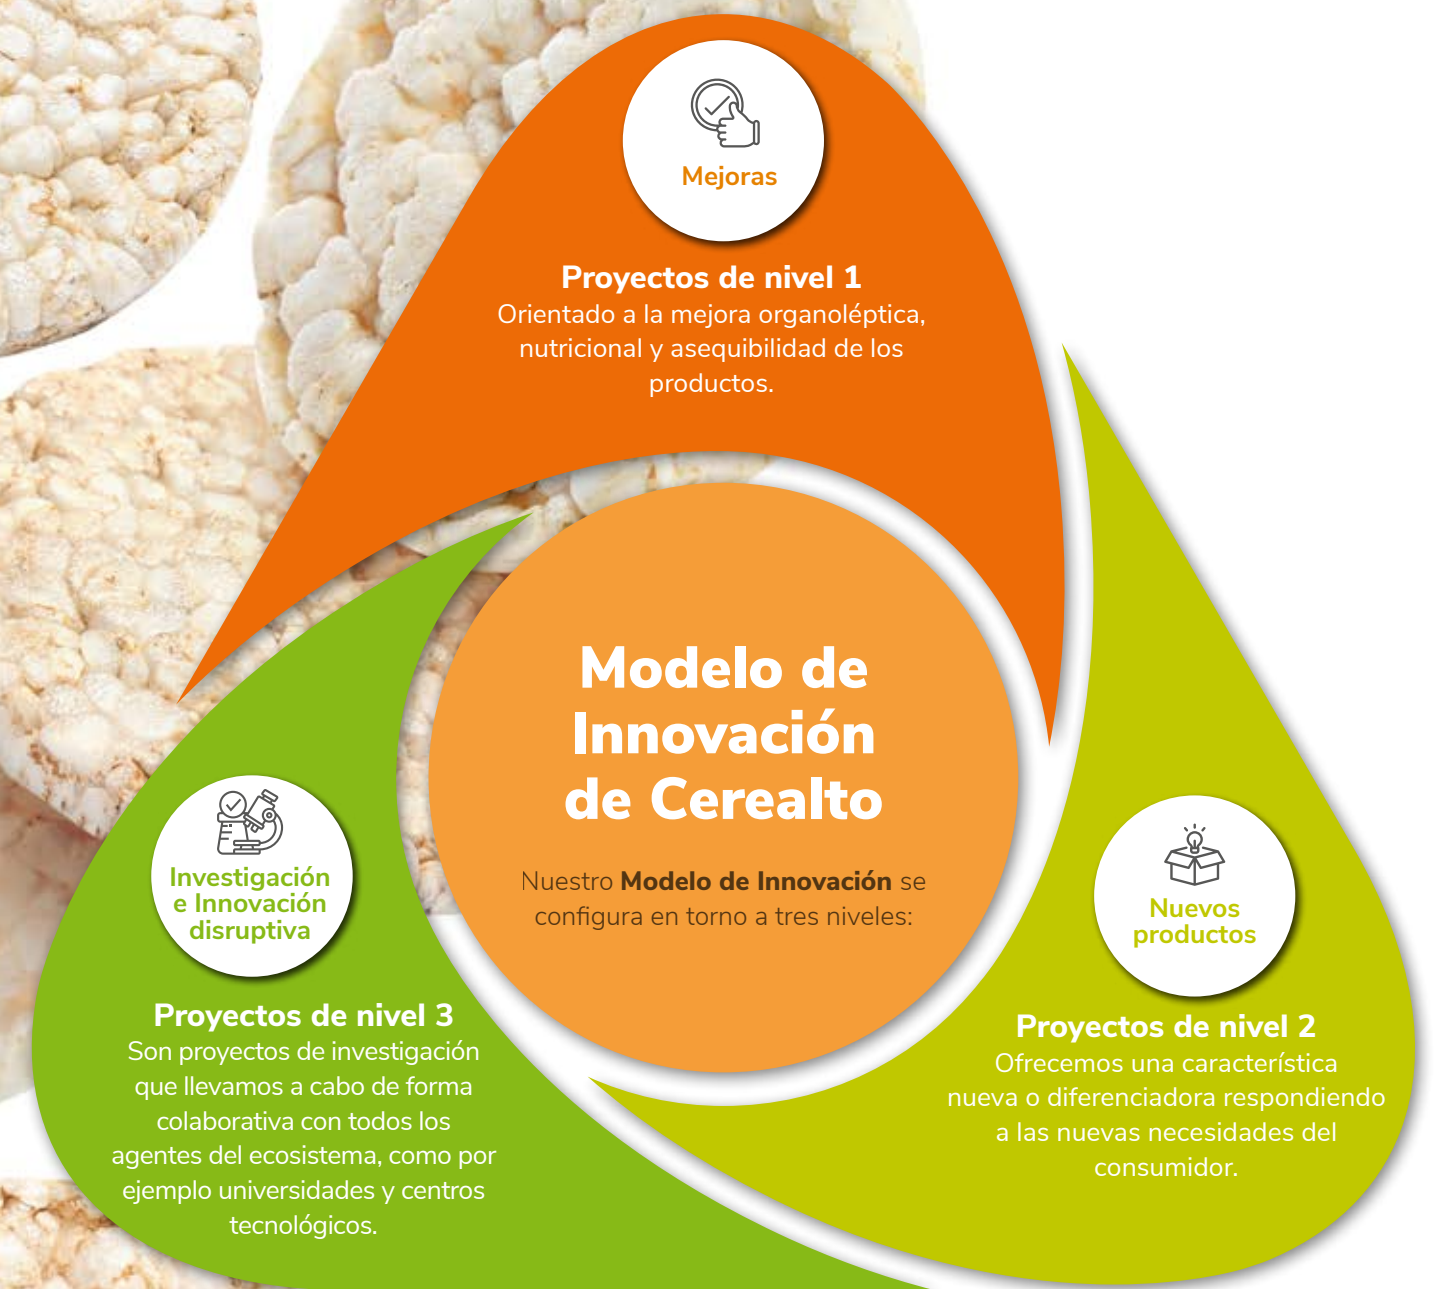 Mejoras
Proyectos de nivel 1
Orientado a la mejora organoléptica,
nutricional y asequibilidad de los
productos.
Modelo de
Innovación
de Cerealto
Nuestro Modelo de Innovación se
configura en torno a tres niveles:
Nuevos
productos
Proyectos de nivel 2
Ofrecemos una característica
nueva o diferenciadora respondiendo
a las nuevas necesidades del
consumidor.
Investigación
e Innovación
disruptiva
Proyectos de nivel 3
Son proyectos de investigación
que llevamos a cabo de forma
colaborativa con todos los
agentes del ecosistema, como por
ejemplo universidades y centros
tecnológicos.